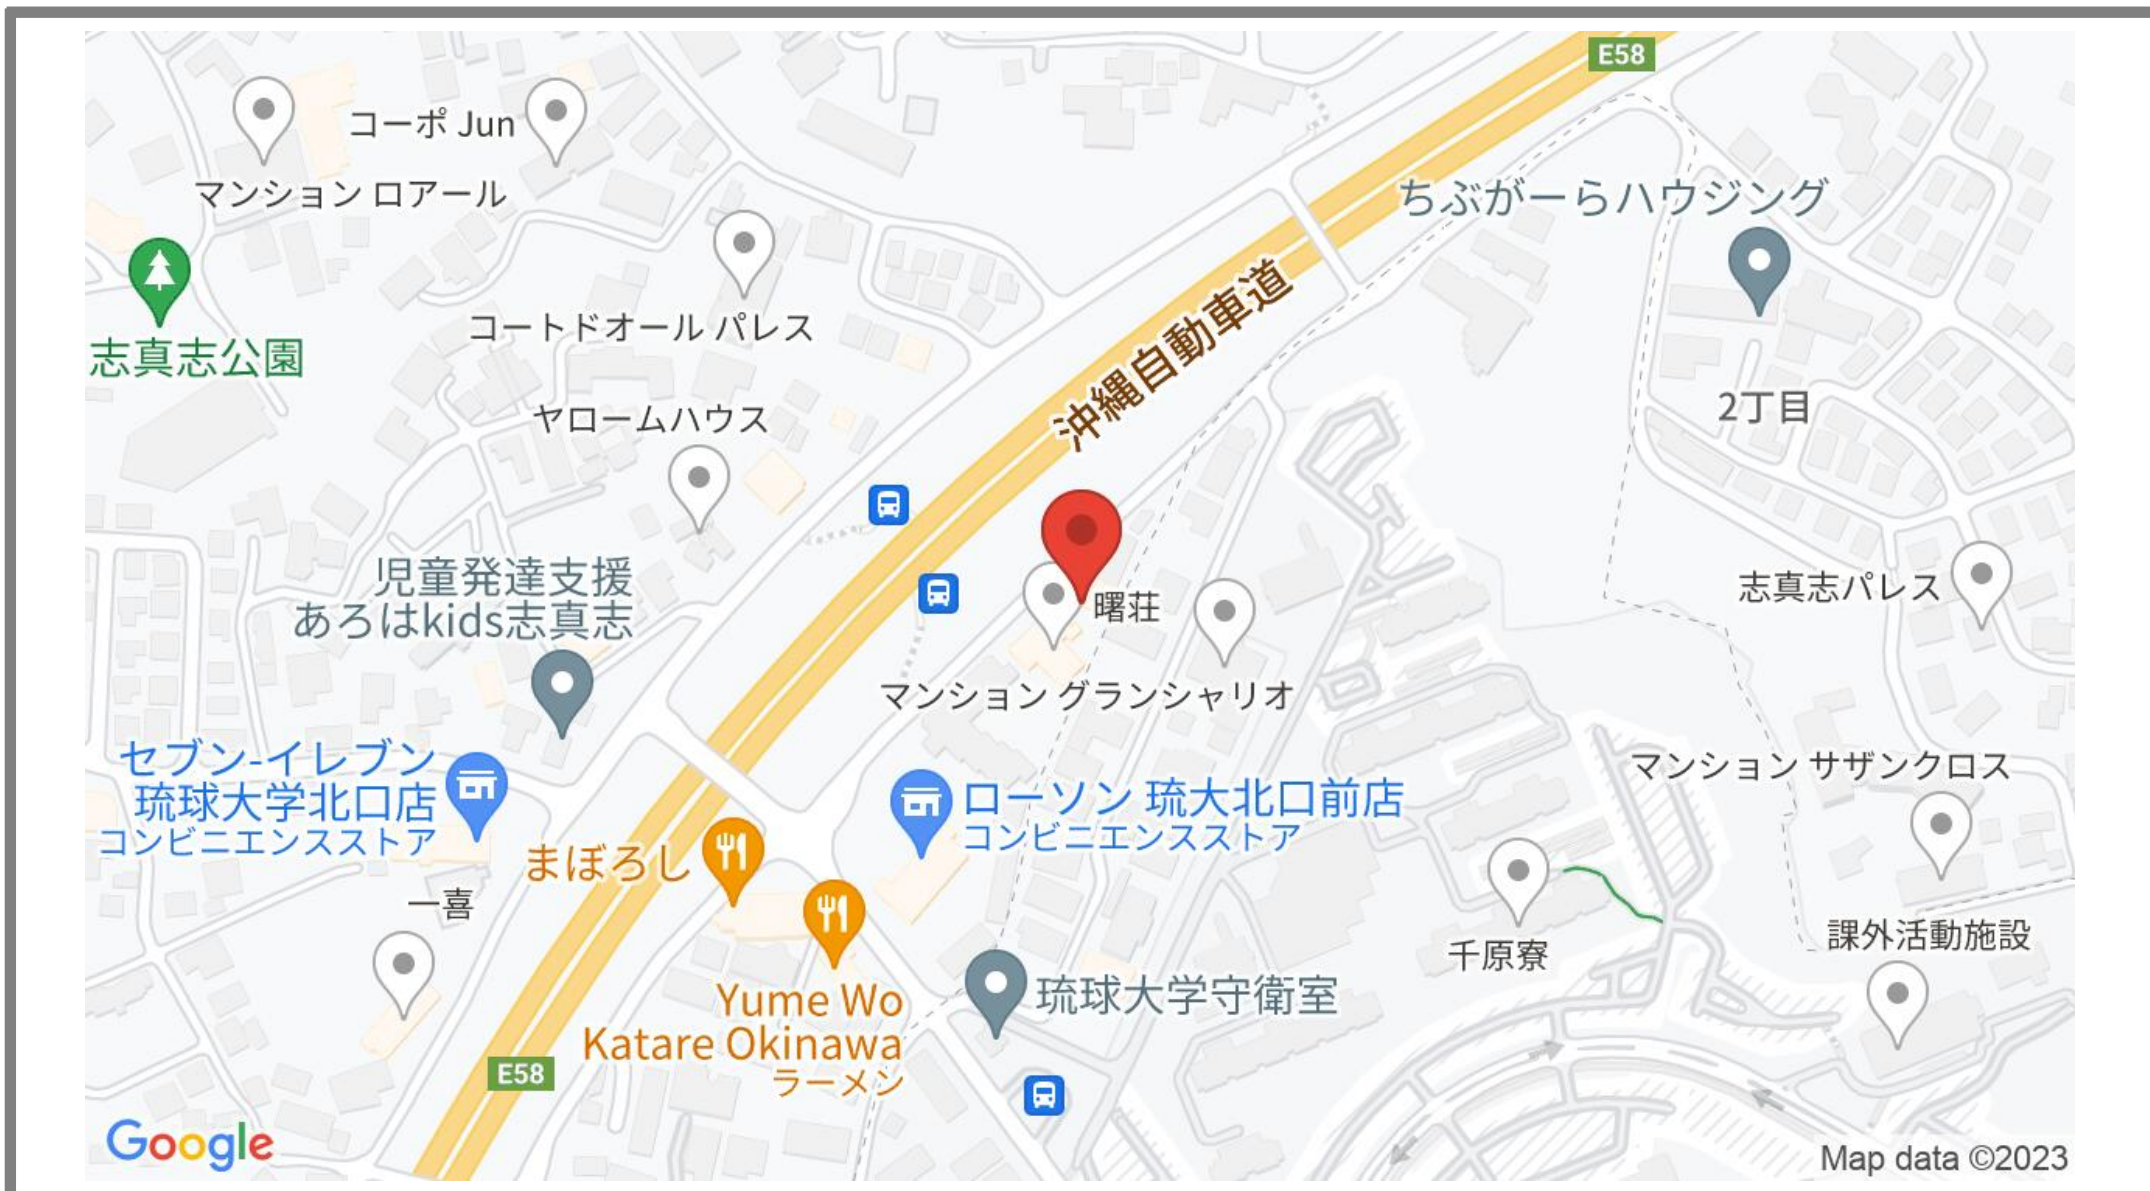 E58
コーポ Jun
マンション ロアール
ちぶがーらハウジング
志真志公園
コートドオール パレス
沖縄自動車道
ヤロームハウス
2丁目
児童発達支援
あろはkids志真志
曙荘
志真志パレス
マンション グランシャリオ
セブン-イレブン
琉球大学北口店
コンビニエンスストア
ローソン 琉大北口前店
コンビニエンスストア
マンション サザンクロス
まぼろし
一喜
千原寮
課外活動施設
Yume Wo
Katare Okinawa
ラーメン
琉球大学守衛室
E58
Google
Map data ©2023